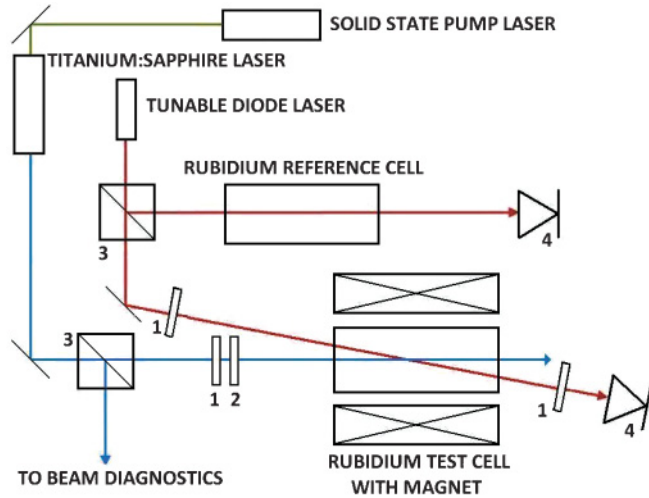 SOLID STATE PUMP LASER
TITANIUM:SAPPHIRE LASER
TUNABLE DIODE LASER
RUBIDIUM REFERENCE CELL
3
4
1
3
1
2
1
4
TO BEAM DIAGNOSTICS
RUBIDIUM TEST CELL
WITH MAGNET